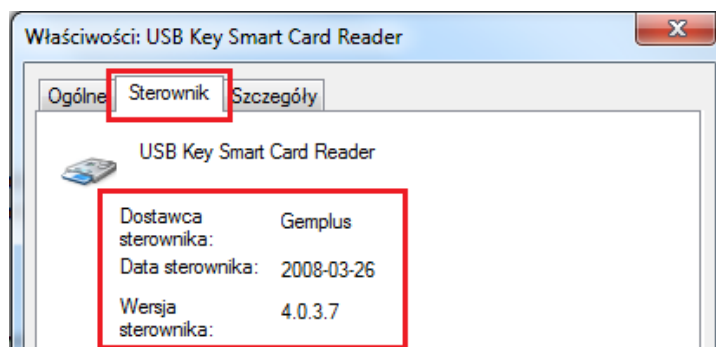 Właściwości: USB Key Smart Card Reader
Ogólne Sterownik Szczegóły
USB Key Smart Card Reader
Dostawca sterownika: Gemplus
Data sterownika: 2008-03-26
Wersja sterownika: 4.0.3.7